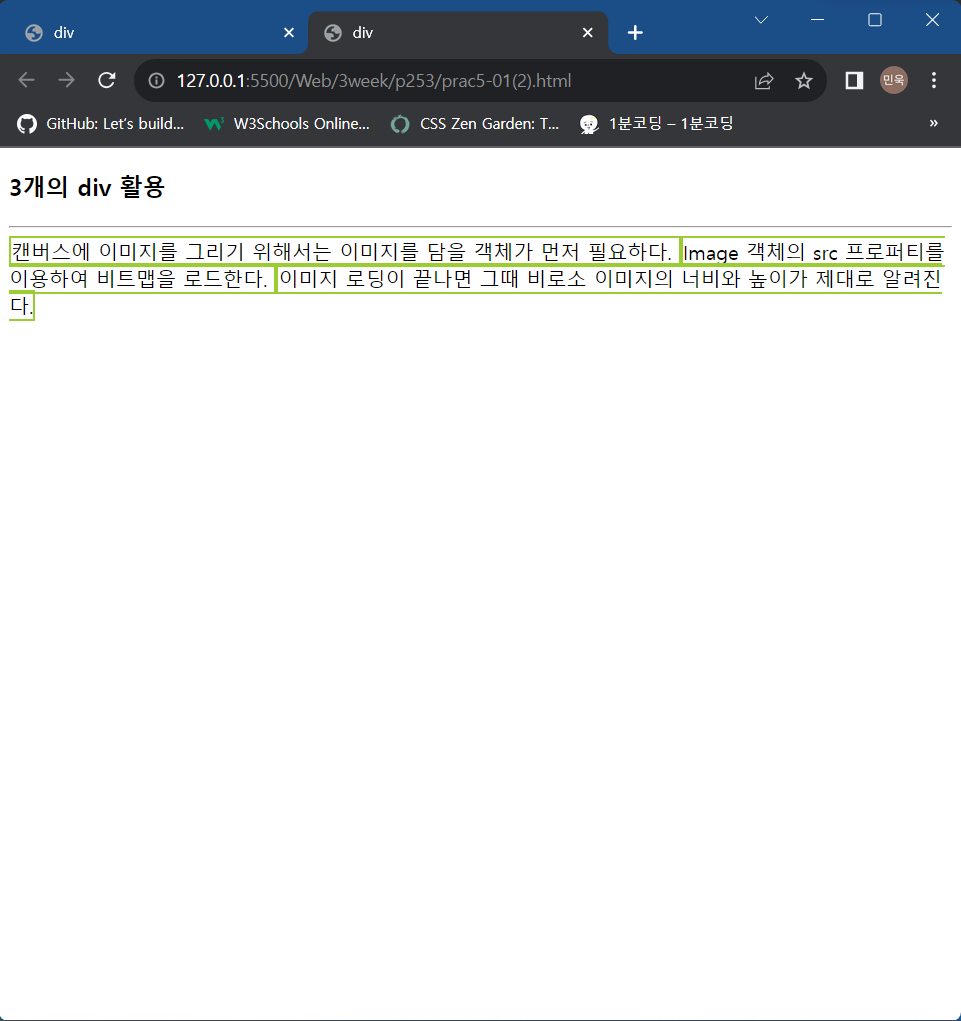 div
div
127.0.0.1:5500/Web/3week/p253/prac5-01(2).html
민욱
GitHub: Let's build...
W3Schools Online...
CSS Zen Garden: T...
1분코딩 – 1분코딩
»
3개의 div 활용
캔버스에 이미지를 그리기 위해서는 이미지를 담을 객체가 먼저 필요하다. Image 객체의 src 프로퍼티를
이용하여 비트맵을 로드한다. 이미지 로딩이 끝나면 그때 비로소 이미지의 너비와 높이가 제대로 알려진
다.